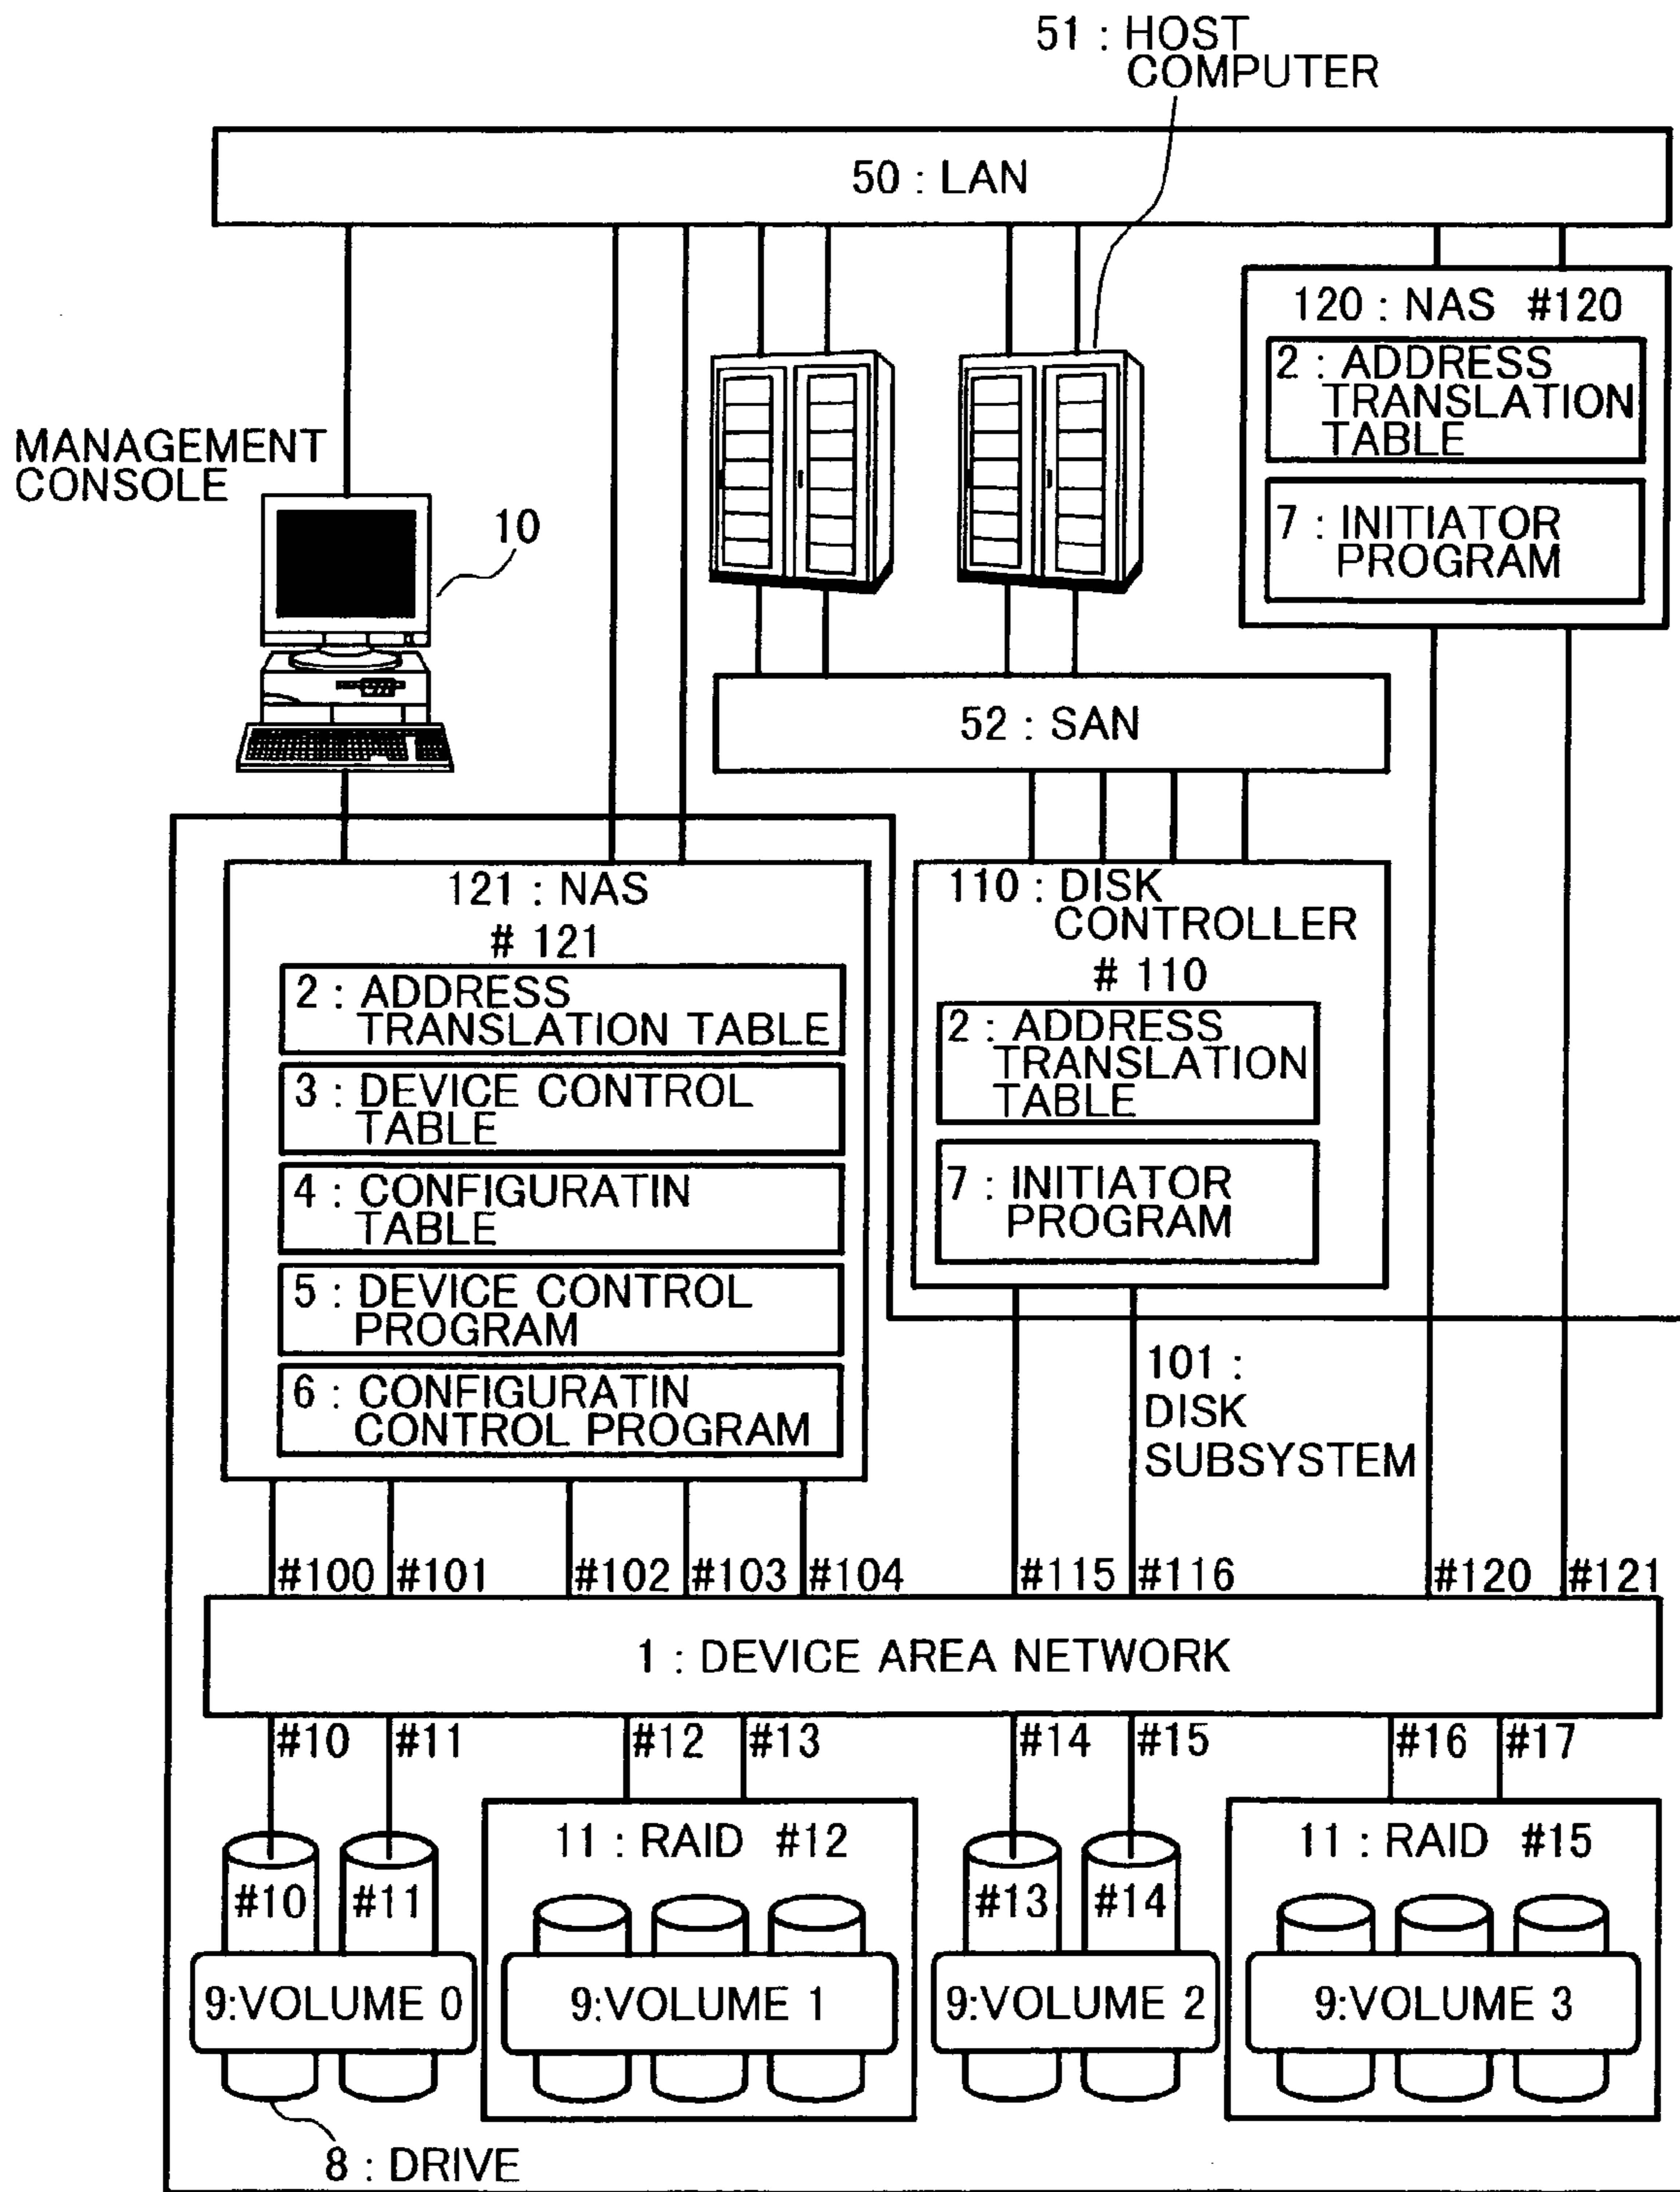 51 : HOST
COMPUTER
50 : LAN
120 : NAS #120
2 : ADDRESS
TRANSLATION
TABLE
7 : INITIATOR
PROGRAM
MANAGEMENT
CONSOLE
10
52 : SAN
121 : NAS
# 121
2 : ADDRESS
TRANSLATION TABLE
3 : DEVICE CONTROL
TABLE
4 : CONFIGURATIN
TABLE
5 : DEVICE CONTROL
PROGRAM
6 : CONFIGURATIN
CONTROL PROGRAM
110 : DISK
CONTROLLER
# 110
2 : ADDRESS
TRANSLATION
TABLE
7 : INITIATOR
PROGRAM
101 :
DISK
SUBSYSTEM
#100 #101 #102 #103 #104 #115 #116 #120 #121
1 : DEVICE AREA NETWORK
#10 #11 #12 #13 #14 #15 #16 #17
#10 #11
9:VOLUME 0
11 : RAID #12
9:VOLUME 1
#13 #14
9:VOLUME 2
11 : RAID #15
9:VOLUME 3
8 : DRIVE